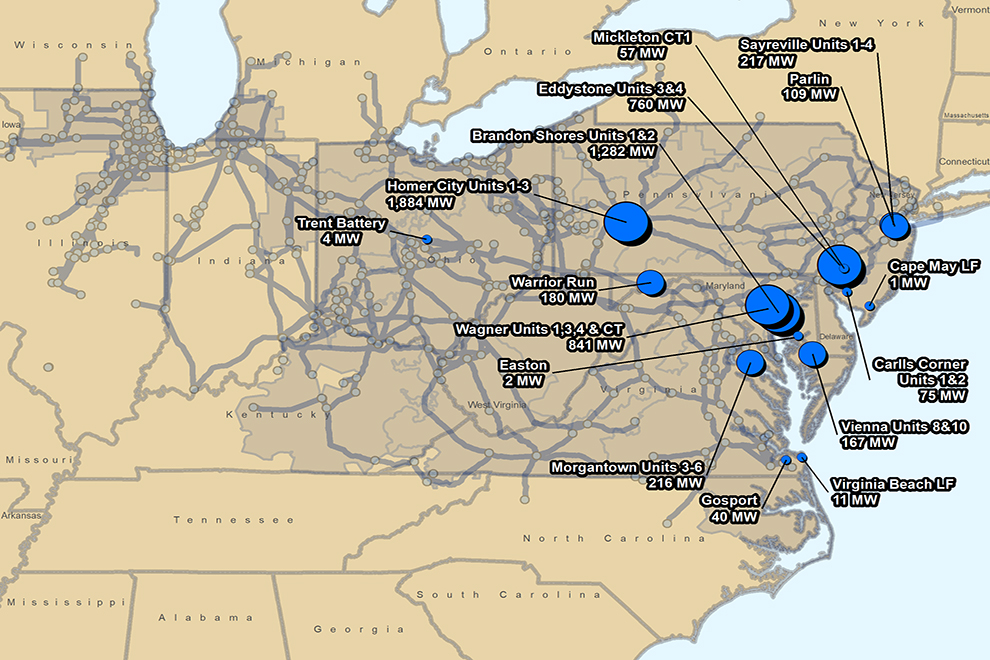 Vermont
New York
Wisconsin
Michigan
Ontario
Mickleton CT1
57 MW
Sayreville Units 1-4
217 MW
Parlin
109 MW
Eddystone Units 3&4
760 MW
Massachusetts
Iowa
Brandon Shores Units 1&2
1,282 MW
Connecticut
Homer City Units 1-3
1,884 MW
Pennsylvania
New Jersey
Trent Battery
4 MW
Illinois
Indiana
Ohio
Cape May LF
1 MW
Warrior Run
180 MW
Maryland
Wagner Units 1,3,4 & CT
841 MW
Delaware
Easton
2 MW
Carlls Corner
Units 1&2
75 MW
Virginia
West Virginia
Kentucky
Vienna Units 8&10
167 MW
Missouri
Morgantown Units 3-6
216 MW
Virginia Beach LF
11 MW
Gosport
40 MW
Arkansas
Tennessee
North Carolina
Mississippi
Alabama
Georgia
South Carolina